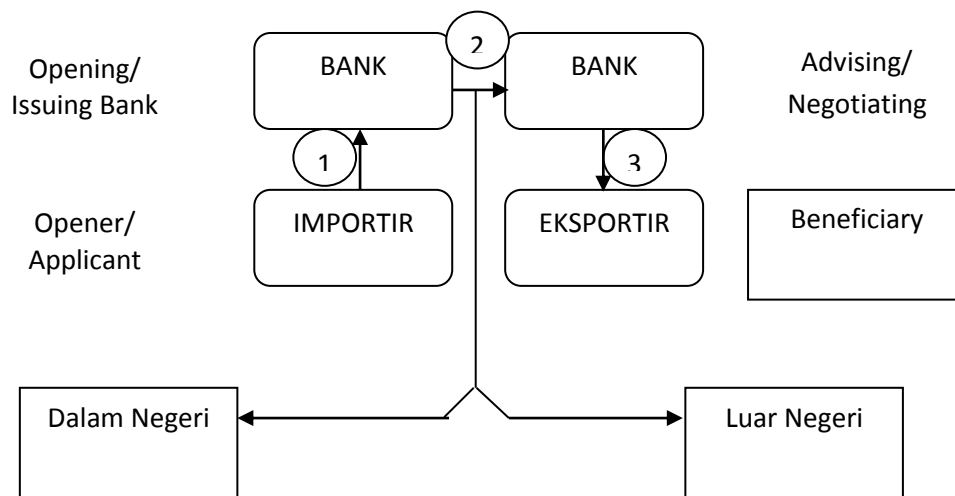 Opening/
Issuing Bank
BANK
2
BANK
Advising/
Negotiating
1
3
Opener/
Applicant
IMPORTIR
EKSPORTIR
Beneficiary
Dalam Negeri
Luar Negeri